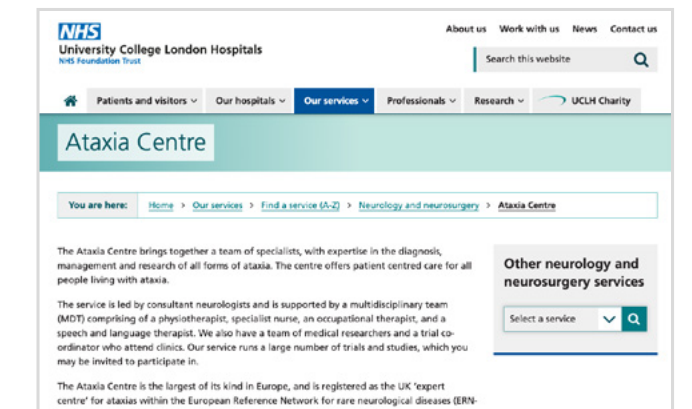 NHS
University College London Hospitals
NHS Foundation Trust
About us Work with us News Contact us
Search this website
Patients and visitors Our hospitals Our services Professionals Research UCLH Charity
Ataxia Centre
You are here: Home > Our services > Find a service (A-Z) > Neurology and neurosurgery > Ataxia Centre
The Ataxia Centre brings together a team of specialists, with expertise in the diagnosis,
management and research of all forms of ataxia. The centre offers patient centred care for all
people living with ataxia.
The service is led by consultant neurologists and is supported by a multidisciplinary team
(MDT) comprising of a physiotherapist, specialist nurse, an occupational therapist, and a
speech and language therapist. We also have a team of medical researchers and a trial co-
ordinator who attend clinics. Our service runs a large number of trials and studies, which you
may be invited to participate in.
The Ataxia Centre is the largest of its kind in Europe, and is registered as the UK 'expert
centre' for ataxias within the European Reference Network for rare neurological diseases (ERN-
Other neurology and
neurosurgery services
Select a service